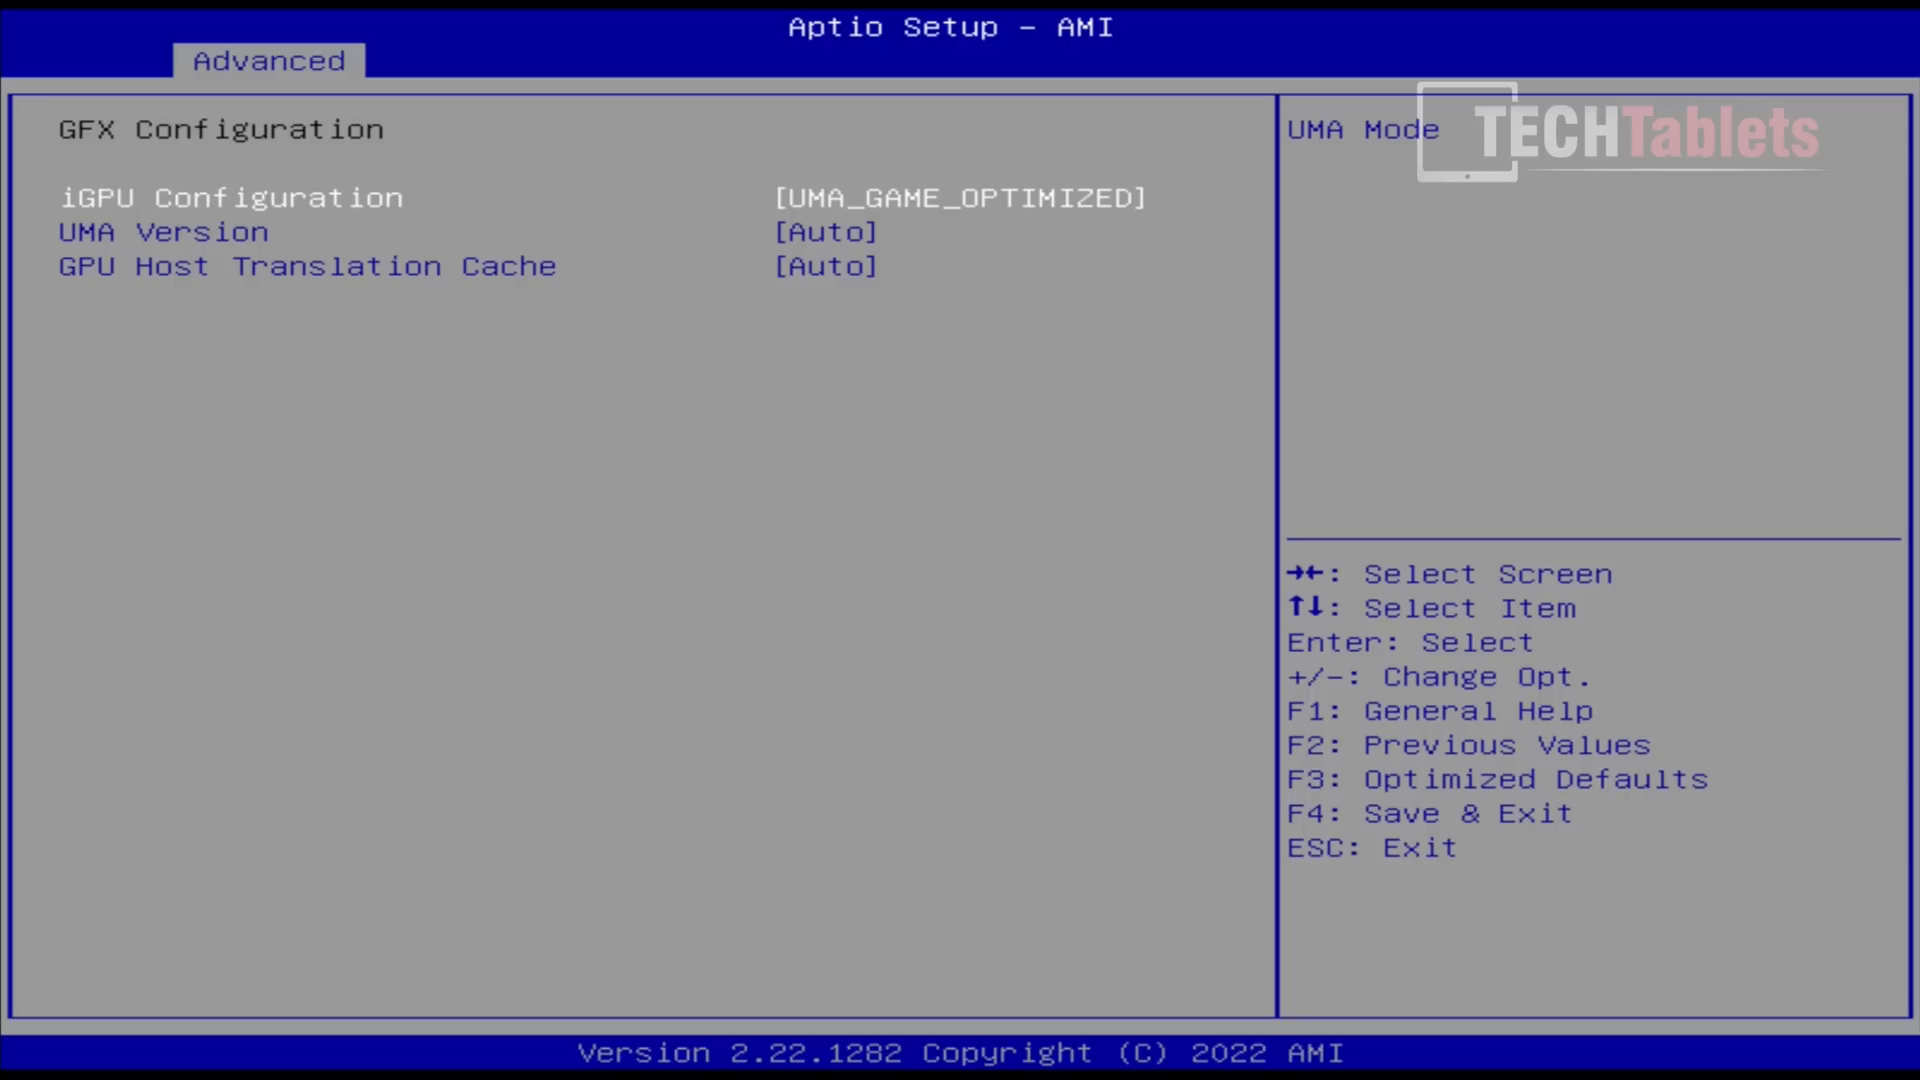 Aptio Setup – AMI
Advanced
GFX Configuration
iGPU Configuration [UMA_GAME_OPTIMIZED]
UMA Version [Auto]
GPU Host Translation Cache [Auto]
UMA Mode
TECHTablets
→←: Select Screen
↑↓: Select Item
Enter: Select
+/-: Change Opt.
F1: General Help
F2: Previous Values
F3: Optimized Defaults
F4: Save & Exit
ESC: Exit
Version 2.22.1282 Copyright (C) 2022 AMI